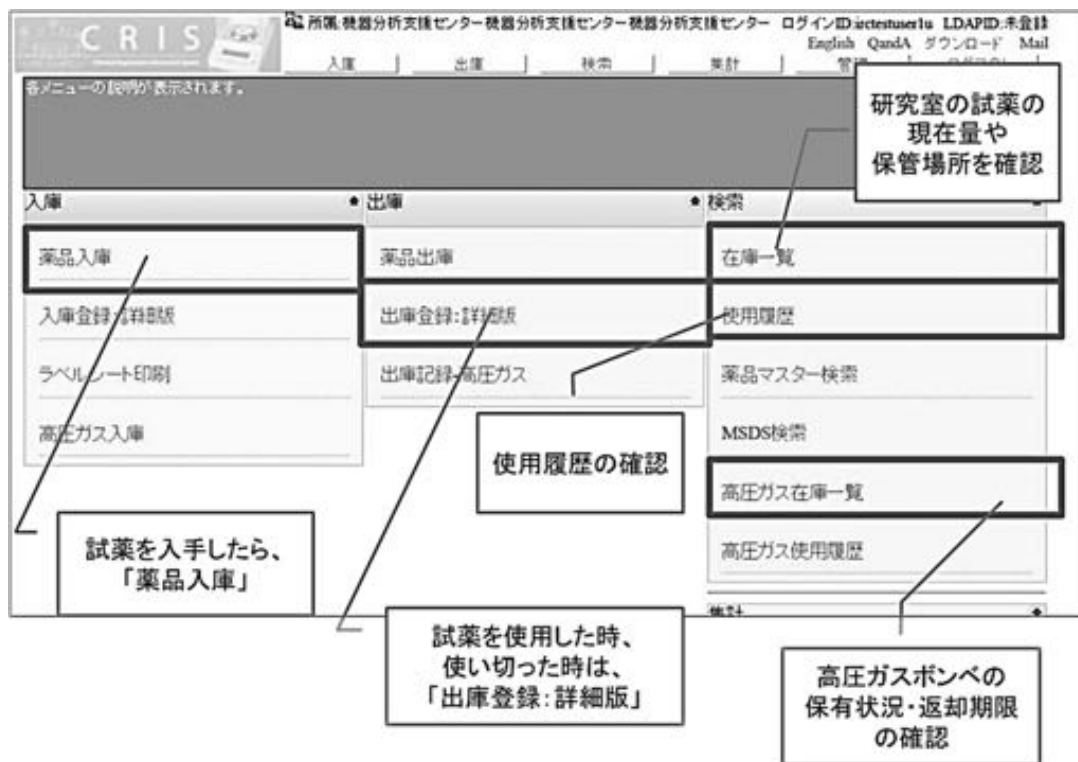 CRIS
所属:機器分析支援センター機器分析支援センター機器分析支援センター ログインID:irctestuser1u LDAPID:未登録
English QandA ダウンロード Mail
入庫 出庫 検索 集計 管理
各メニューの説明が表示されます。
研究室の試薬の
現在量や
保管場所を確認
入庫
出庫
検索
薬品入庫
薬品出庫
在庫一覧
入庫登録:詳細版
出庫登録:詳細版
使用履歴
ラベルシート印刷
出庫記録-高圧ガス
薬品マスター検索
高圧ガス入庫
使用履歴の確認
MSDS検索
高圧ガス在庫一覧
高圧ガス使用履歴
試薬を入手したら、
「薬品入庫」
集計
試薬を使用した時、
使い切った時は、
「出庫登録:詳細版」
高圧ガスボンベの
保有状況・返却期限
の確認